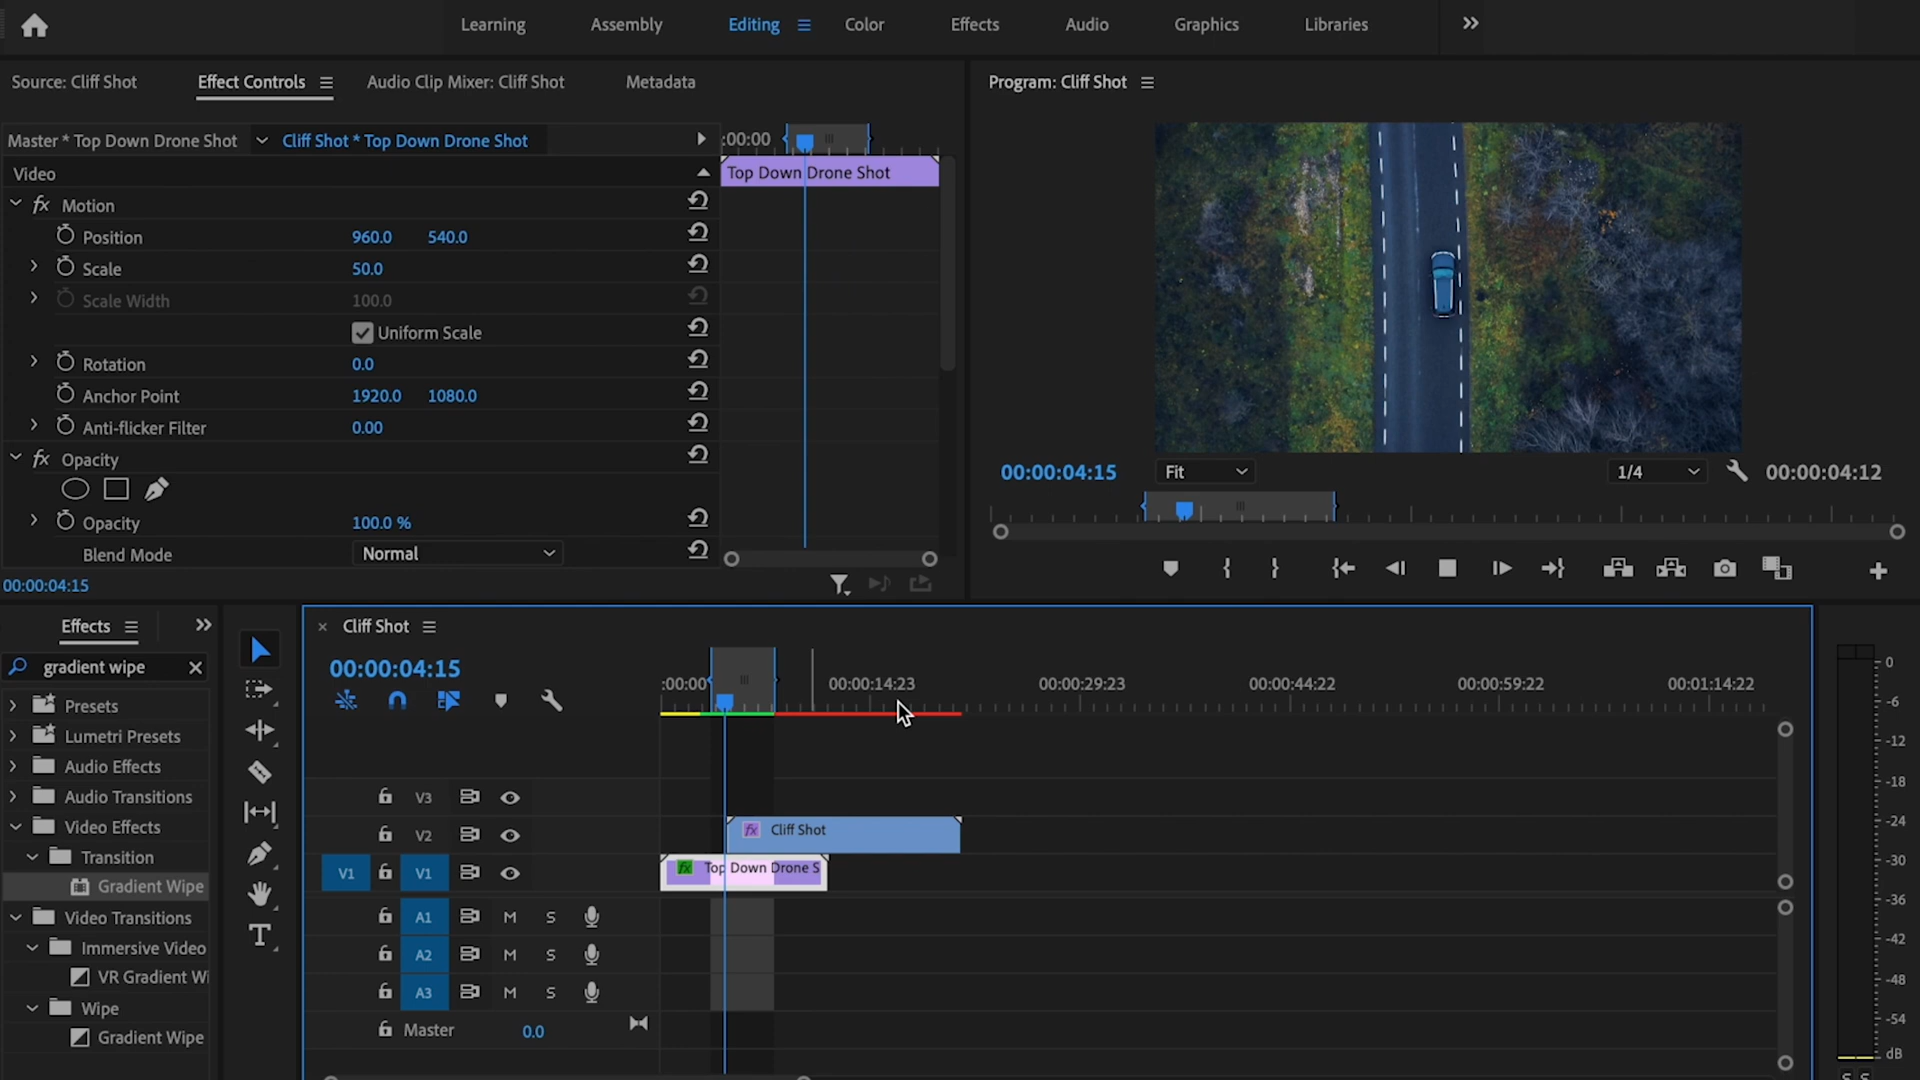 Learning Assembly Editing Color Effects Audio Graphics Libraries
Source: Cliff Shot Effect Controls Audio Clip Mixer: Cliff Shot Metadata
Program: Cliff Shot
Master * Top Down Drone Shot Cliff Shot * Top Down Drone Shot
:00:00
Video
Top Down Drone Shot
fx Motion
Position 960.0 540.0
Scale 50.0
Scale Width 100.0
Uniform Scale
Rotation 0.0
Anchor Point 1920.0 1080.0
Anti-flicker Filter 0.00
fx Opacity
Opacity 100.0 %
Blend Mode Normal
00:00:04:15
00:00:04:15 Fit 1/4 00:00:04:12
Effects
gradient wipe
Presets
Lumetri Presets
Audio Effects
Audio Transitions
Video Effects
Transition
Gradient Wipe
Video Transitions
Immersive Video
VR Gradient Wi
Wipe
Gradient Wipe
Cliff Shot
00:00:04:15
:00:00 00:00:14:23 00:00:29:23 00:00:44:22 00:00:59:22 00:01:14:22
V3
V2
fx Cliff Shot
V1 V1
fx Top Down Drone S
A1 M S
A2 M S
A3 M S
Master 0.0
0
-6
-12
-18
-24
-30
-36
-42
-48
-54
dB
S S